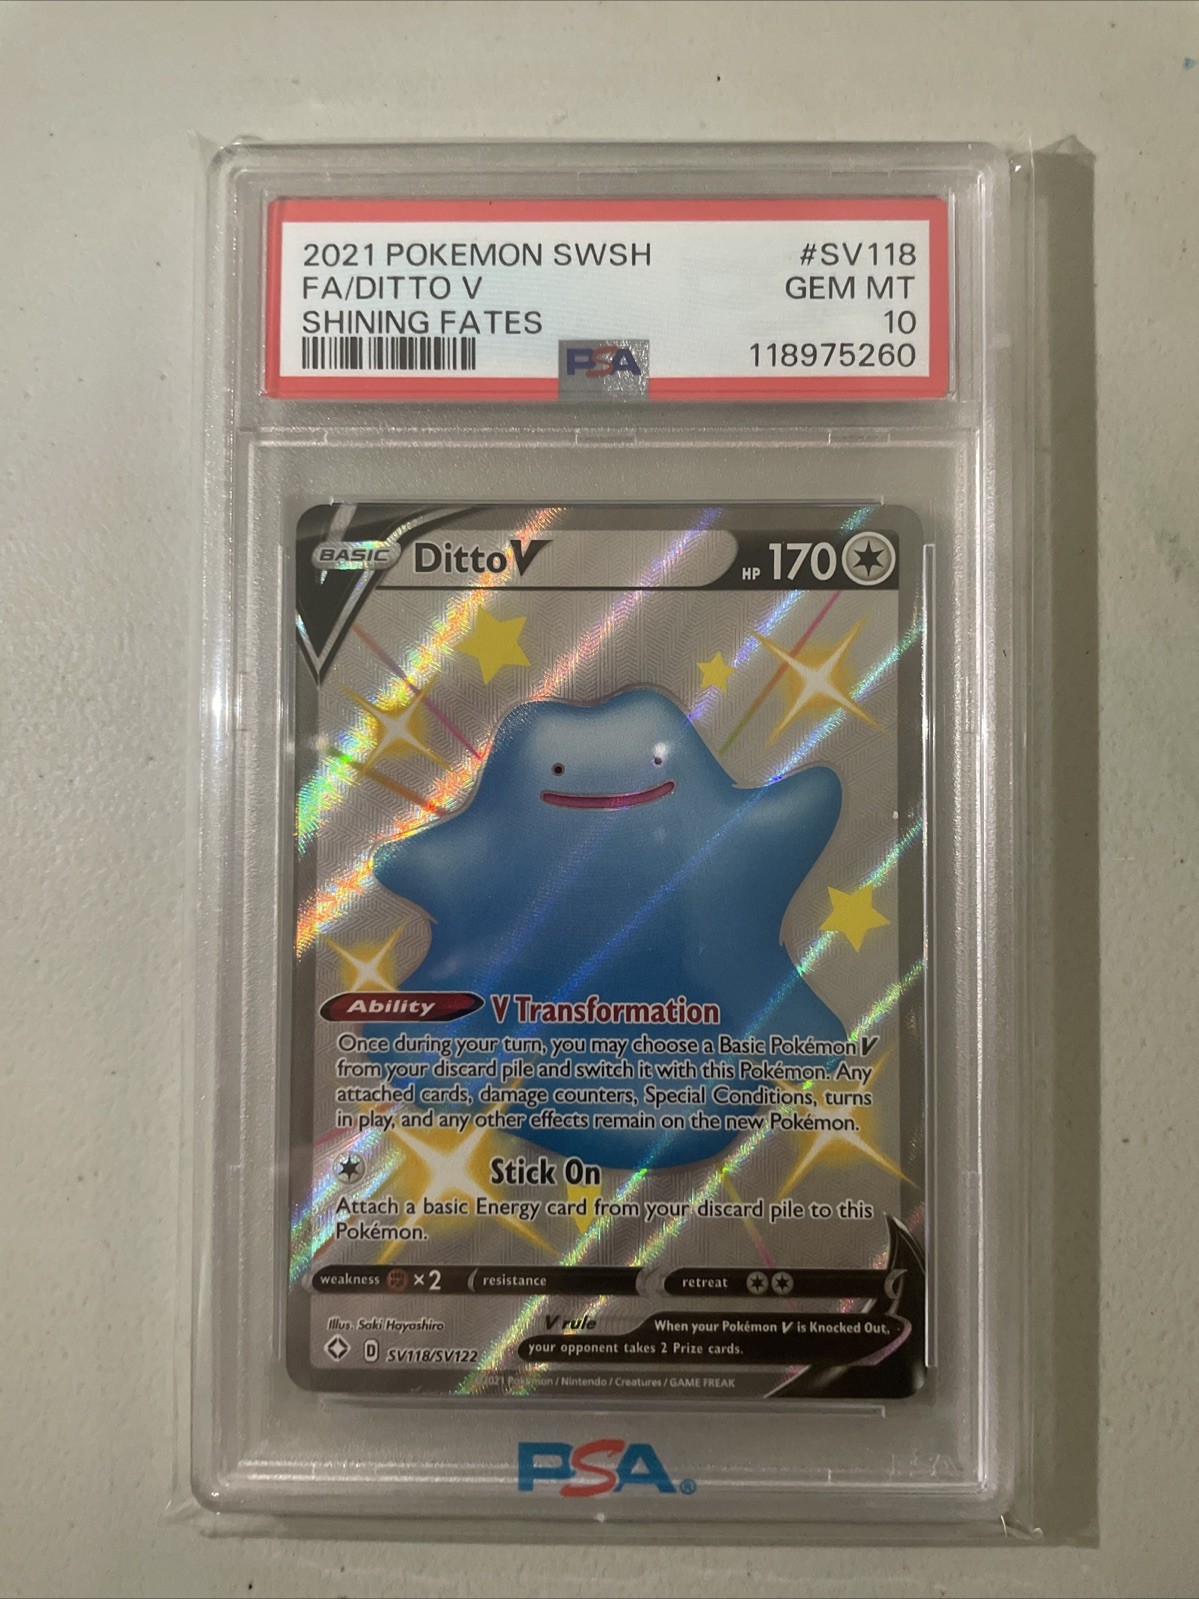 2021 POKEMON SWSH #SV118
FA/DITTO V GEM MT
SHINING FATES 10
PSA 118975260
BASIC Ditto V HP 170
Ability V Transformation
Once during your turn, you may choose a Basic Pokémon V
from your discard pile and switch it with this Pokémon. Any
attached cards, damage counters, Special Conditions, turns
in play, and any other effects remain on the new Pokémon.
Stick On
Attach a basic Energy card from your discard pile to this
Pokémon.
weakness ×2 resistance retreat
Illus. Saki Hayashiro V rule When your Pokémon V is Knocked Out,
D SV118/SV122 your opponent takes 2 Prize cards.
©2021 Pokémon / Nintendo / Creatures / GAME FREAK
PSA®